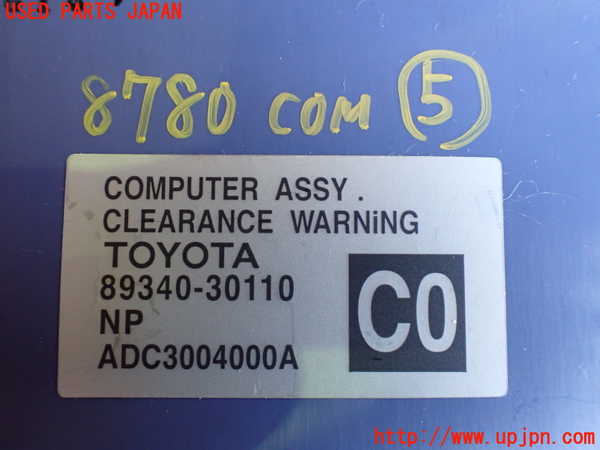 USED PARTS JAPAN
8780 COM 5
COMPUTER ASSY.
CLEARANCE WARNiNG
TOYOTA
89340-30110
NP
ADC3004000A
C0
http://www.upjpn.com/